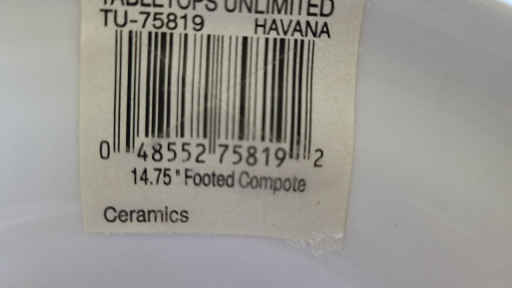 TABLETOPS UNLIMITED
TU-75819 HAVANA
0 48552 75819 2
14.75" Footed Compote
Ceramics